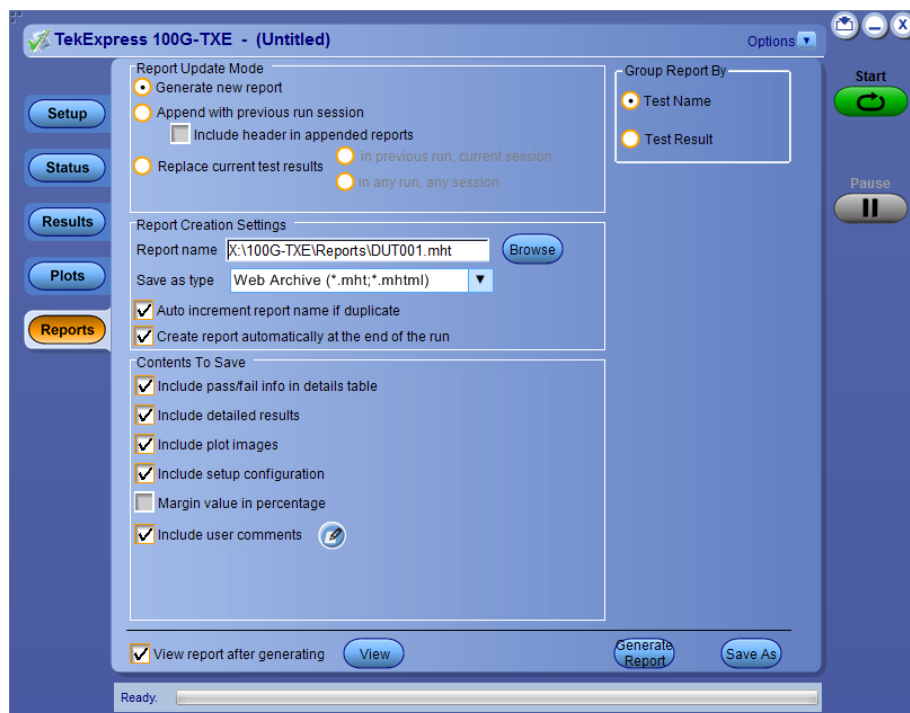 TekExpress 100G-TXE - (Untitled)
Options
X
Setup
Status
Results
Plots
Reports
Report Update Mode
Generate new report
Append with previous run session
Include header in appended reports
Replace current test results
in previous run, current session
in any run, any session
Group Report By
Test Name
Test Result
Start
Pause
Report Creation Settings
Report name X:\100G-TXE\Reports\DUT001.mht Browse
Save as type Web Archive (*.mht;*.mhtml)
Auto increment report name if duplicate
Create report automatically at the end of the run
Contents To Save
Include pass/fail info in details table
Include detailed results
Include plot images
Include setup configuration
Margin value in percentage
Include user comments
View report after generating View
Generate
Report
Save As
Ready.